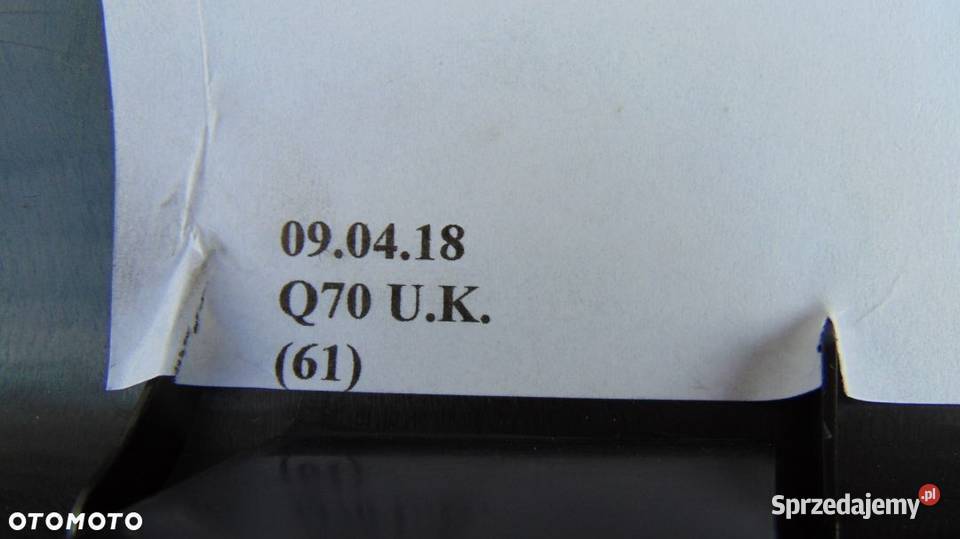 09.04.18
Q70 U.K.
(61)
OTOMOTO
Sprzedajemy.pl